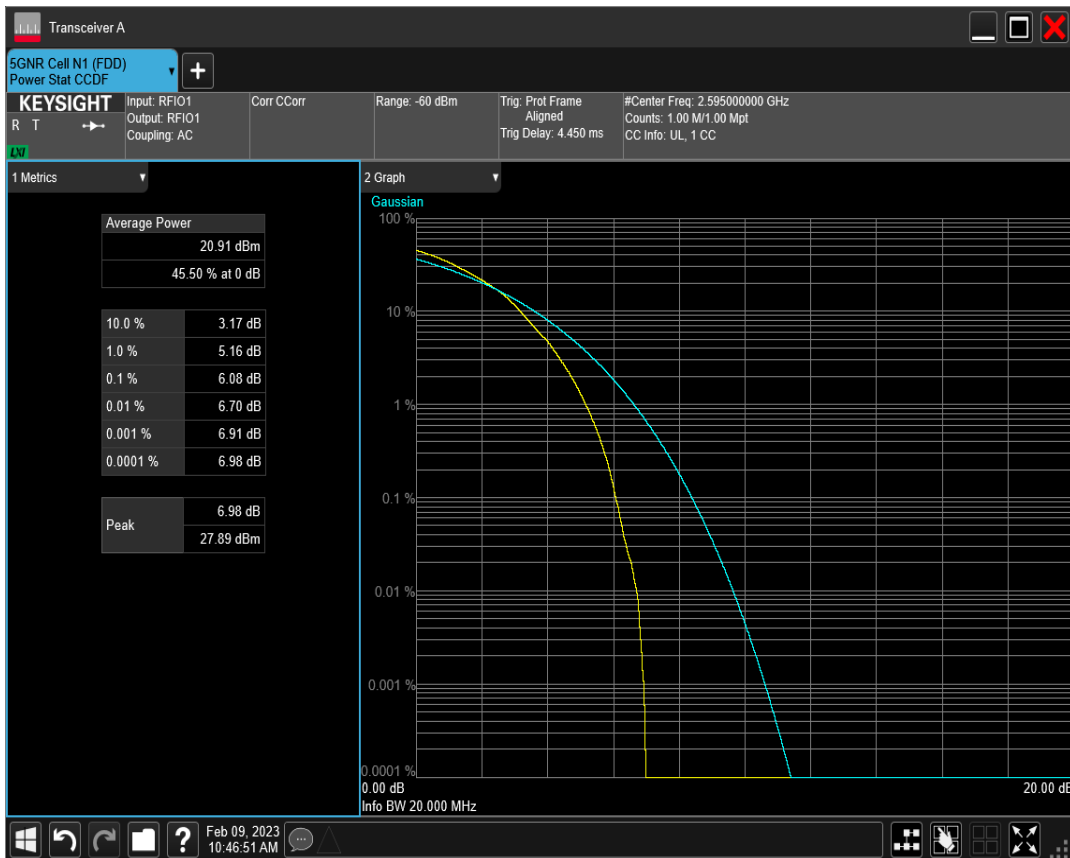 Transceiver A
5GNR Cell N1 (FDD)
Power Stat CCDF
+
KEYSIGHT
R T
LXI
Input: RFIO1
Output: RFIO1
Coupling: AC
Corr CCorr
Range: -60 dBm
Trig: Prot Frame
Aligned
Trig Delay: 4.450 ms
#Center Freq: 2.595000000 GHz
Counts: 1.00 M/1.00 Mpt
CC Info: UL, 1 CC
1 Metrics
Average Power
20.91 dBm
45.50 % at 0 dB
10.0 % 3.17 dB
1.0 % 5.16 dB
0.1 % 6.08 dB
0.01 % 6.70 dB
0.001 % 6.91 dB
0.0001 % 6.98 dB
Peak
6.98 dB
27.89 dBm
2 Graph
Gaussian
100 %
10 %
1 %
0.1 %
0.01 %
0.001 %
0.0001 %
0.00 dB 20.00 dB
Info BW 20.000 MHz
?
Feb 09, 2023
10:46:51 AM